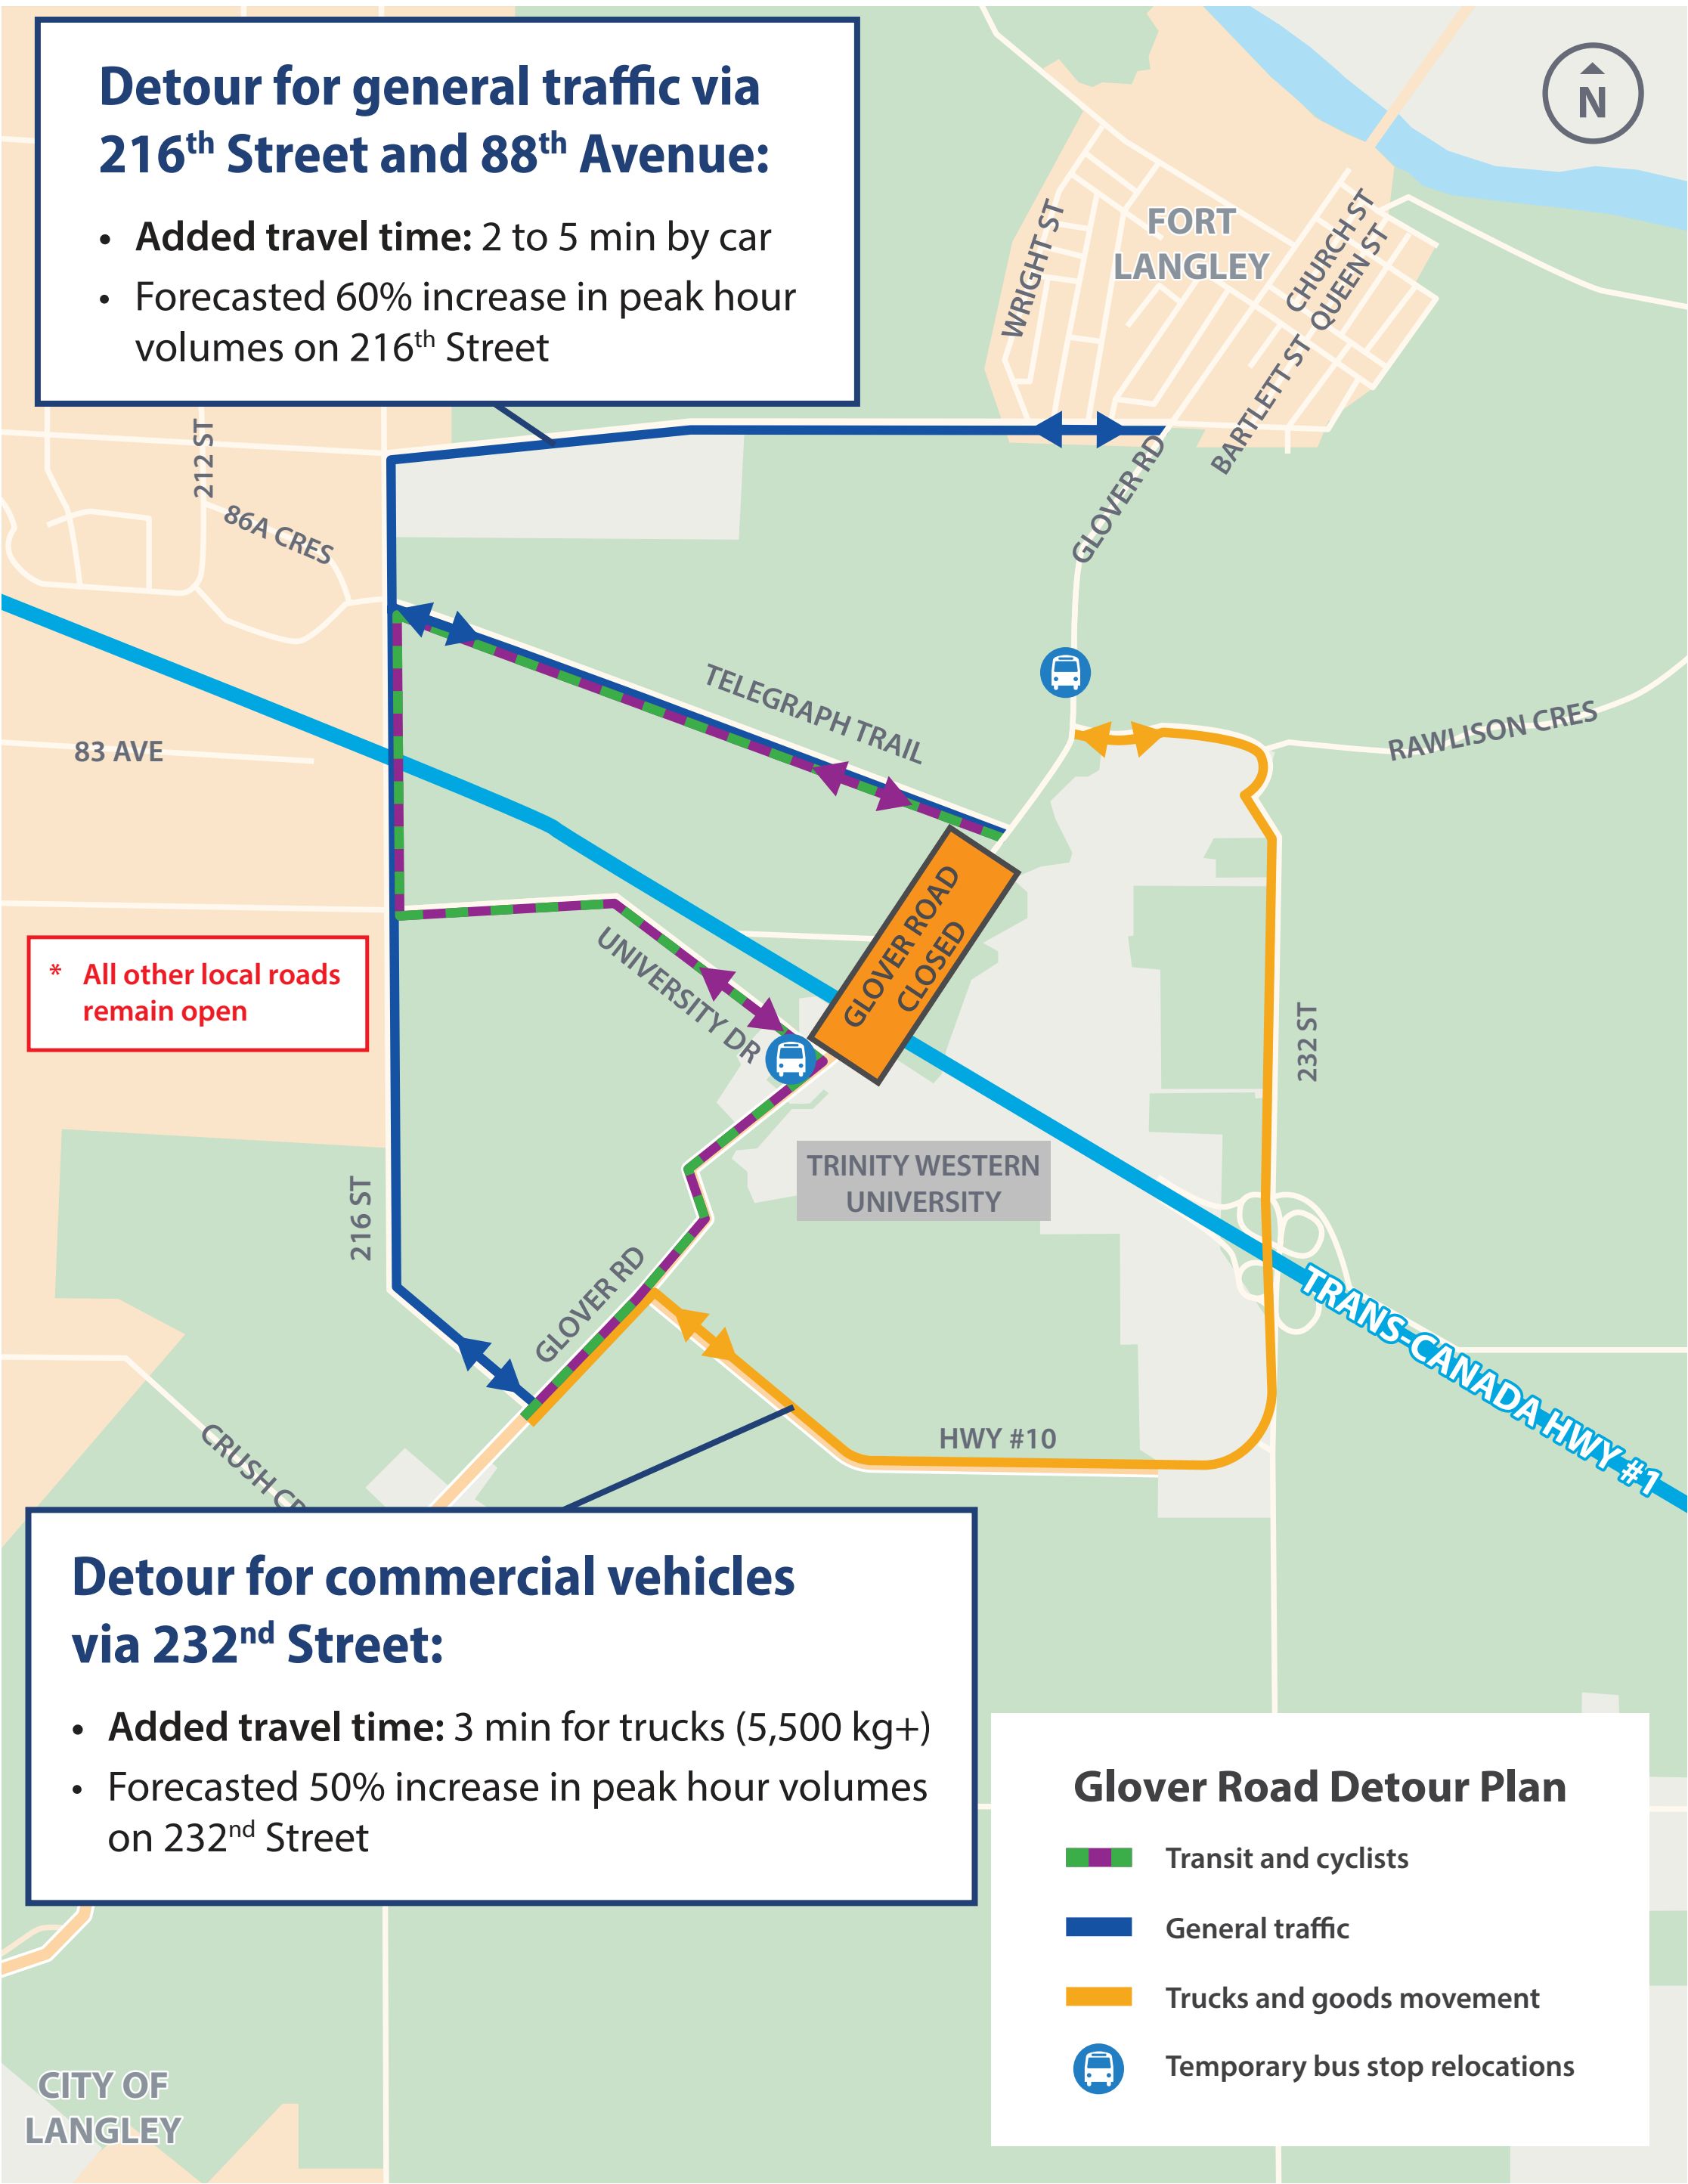 Detour for general traffic via
216th Street and 88th Avenue:
• Added travel time: 2 to 5 min by car
• Forecasted 60% increase in peak hour
volumes on 216th Street
N
FORT
LANGLEY
WRIGHT ST
CHURCH ST
QUEEN ST
BARTLETT ST
GLOVER RD
212 ST
86A CRES
TELEGRAPH TRAIL
RAWLISON CRES
83 AVE
GLOVER ROAD
CLOSED
* All other local roads
remain open
UNIVERSITY DR
232 ST
TRINITY WESTERN
UNIVERSITY
216 ST
GLOVER RD
TRANS-CANADA HWY #1
HWY #10
CRUSH CR
Detour for commercial vehicles
via 232nd Street:
• Added travel time: 3 min for trucks (5,500 kg+)
• Forecasted 50% increase in peak hour volumes
on 232nd Street
Glover Road Detour Plan
Transit and cyclists
General traffic
Trucks and goods movement
Temporary bus stop relocations
CITY OF
LANGLEY